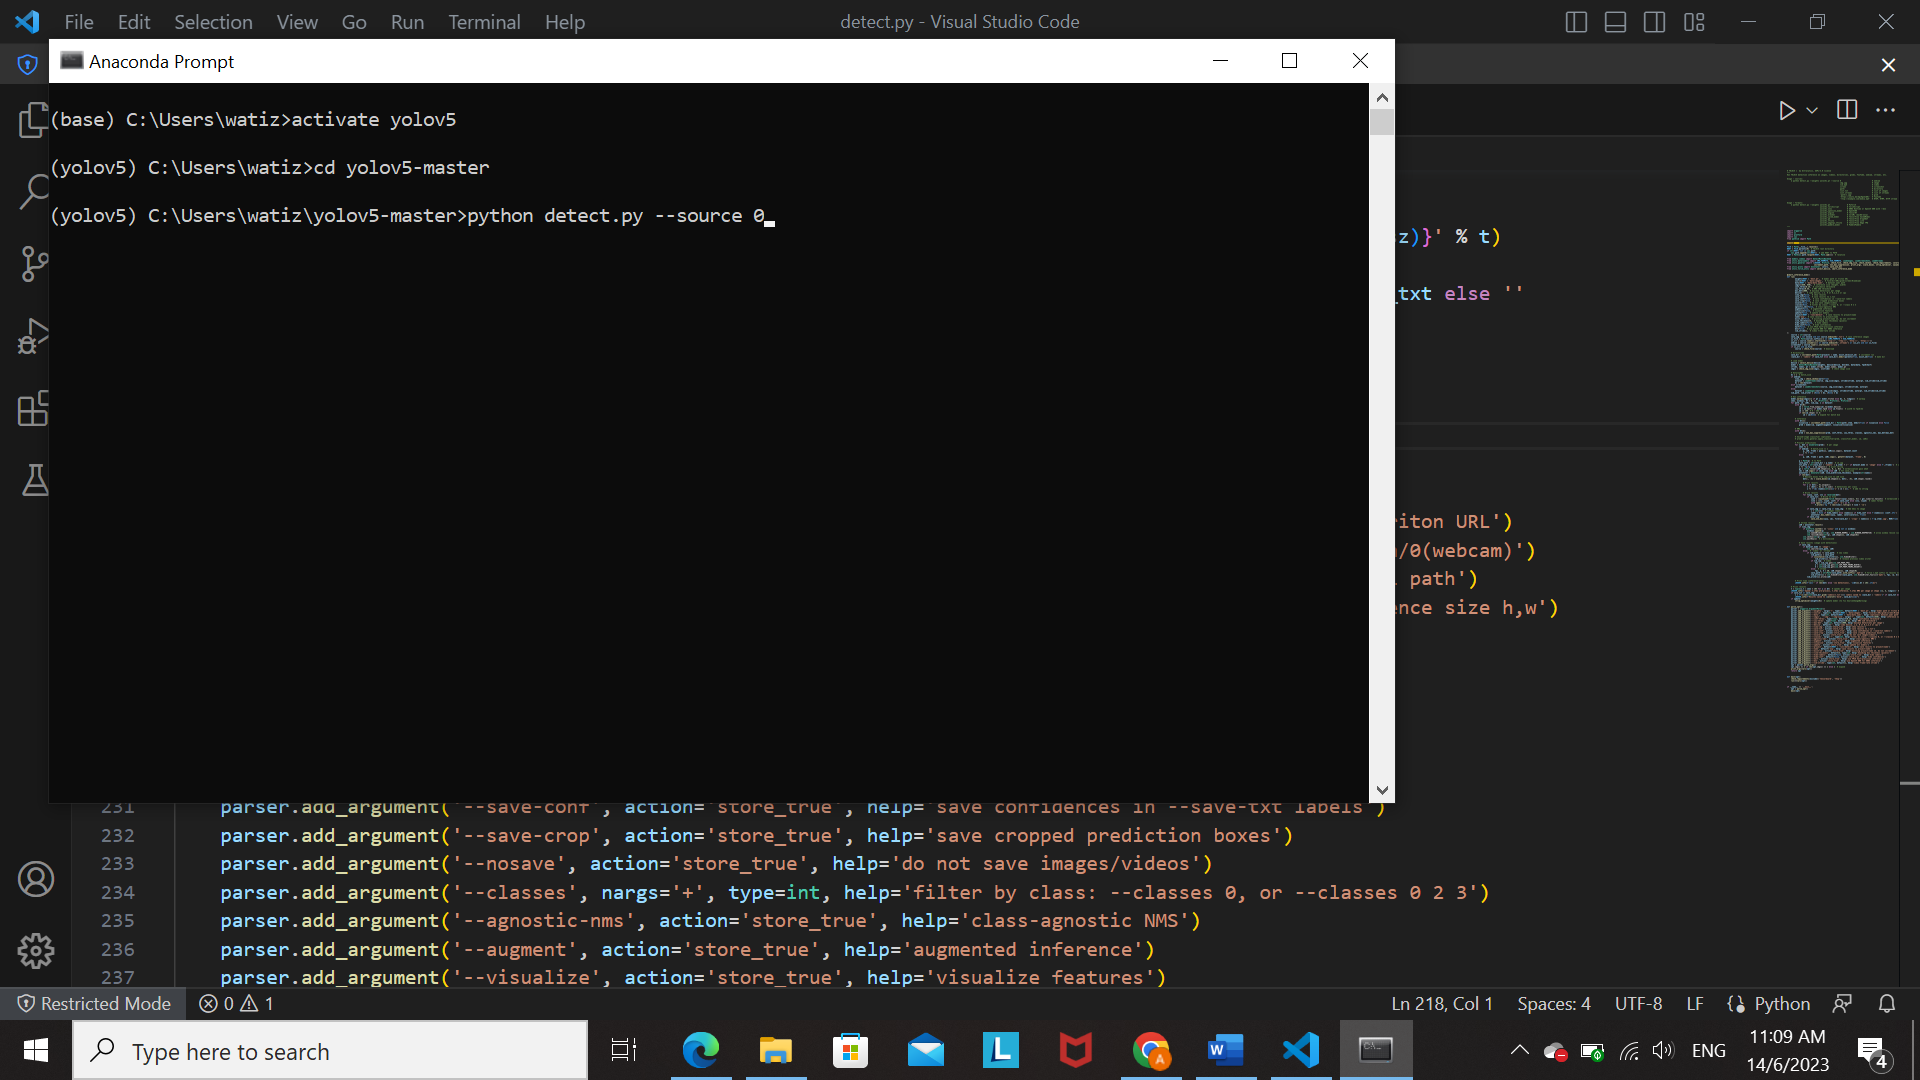 File Edit Selection View Go Run Terminal Help
detect.py - Visual Studio Code
Anaconda Prompt
(base) C:\Users\watiz>activate yolov5
(yolov5) C:\Users\watiz>cd yolov5-master
(yolov5) C:\Users\watiz\yolov5-master>python detect.py --source 0
z)}' % t)
_txt else ''
riton URL')
/0(webcam)')
path')
ence size h,w')
231 parser.add_argument('--save-conf', action='store_true', help='save confidences in --save-txt labels')
232 parser.add_argument('--save-crop', action='store_true', help='save cropped prediction boxes')
233 parser.add_argument('--nosave', action='store_true', help='do not save images/videos')
234 parser.add_argument('--classes', nargs='+', type=int, help='filter by class: --classes 0, or --classes 0 2 3')
235 parser.add_argument('--agnostic-nms', action='store_true', help='class-agnostic NMS')
236 parser.add_argument('--augment', action='store_true', help='augmented inference')
237 parser.add_argument('--visualize', action='store_true', help='visualize features')
Restricted Mode 0 1
Ln 218, Col 1 Spaces: 4 UTF-8 LF Python
Type here to search
ENG
11:09 AM
14/6/2023
4